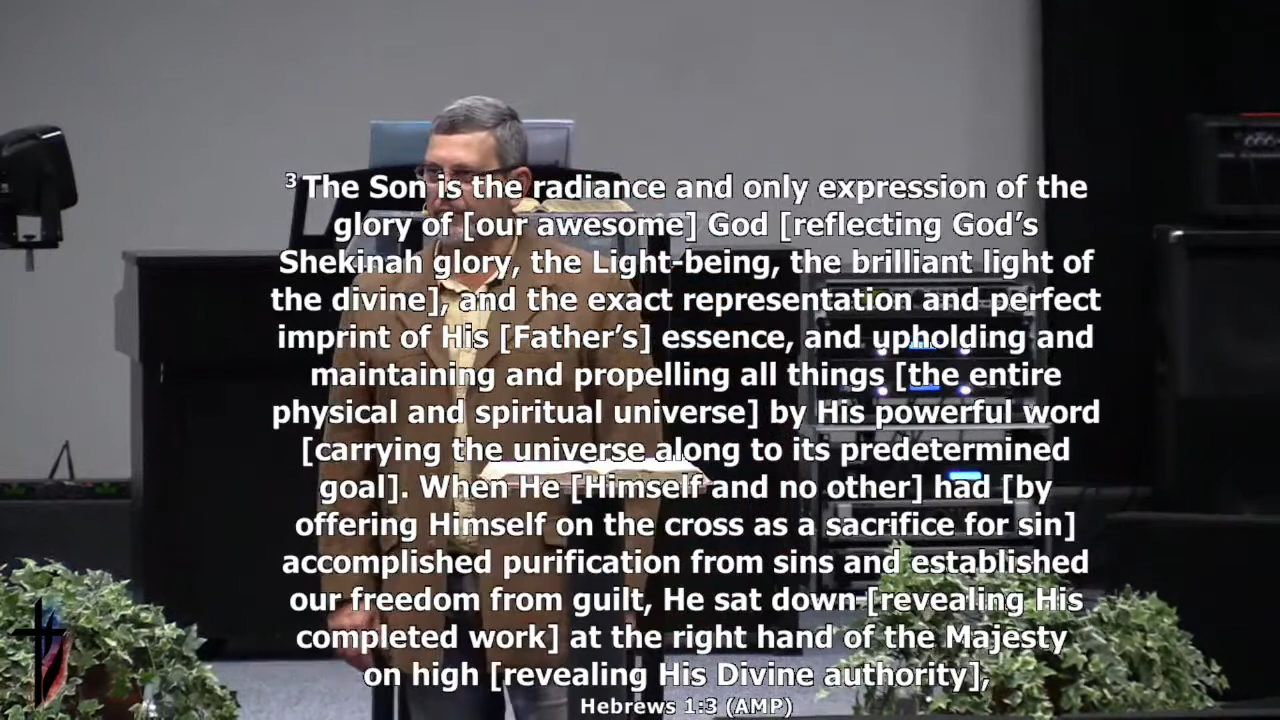 3 The Son is the radiance and only expression of the
glory of [our awesome] God [reflecting God’s
Shekinah glory, the Light-being, the brilliant light of
the divine], and the exact representation and perfect
imprint of His [Father’s] essence, and upholding and
maintaining and propelling all things [the entire
physical and spiritual universe] by His powerful word
[carrying the universe along to its predetermined
goal]. When He [Himself and no other] had [by
offering Himself on the cross as a sacrifice for sin]
accomplished purification from sins and established
our freedom from guilt, He sat down [revealing His
completed work] at the right hand of the Majesty
on high [revealing His Divine authority],
Hebrews 1:3 (AMP)